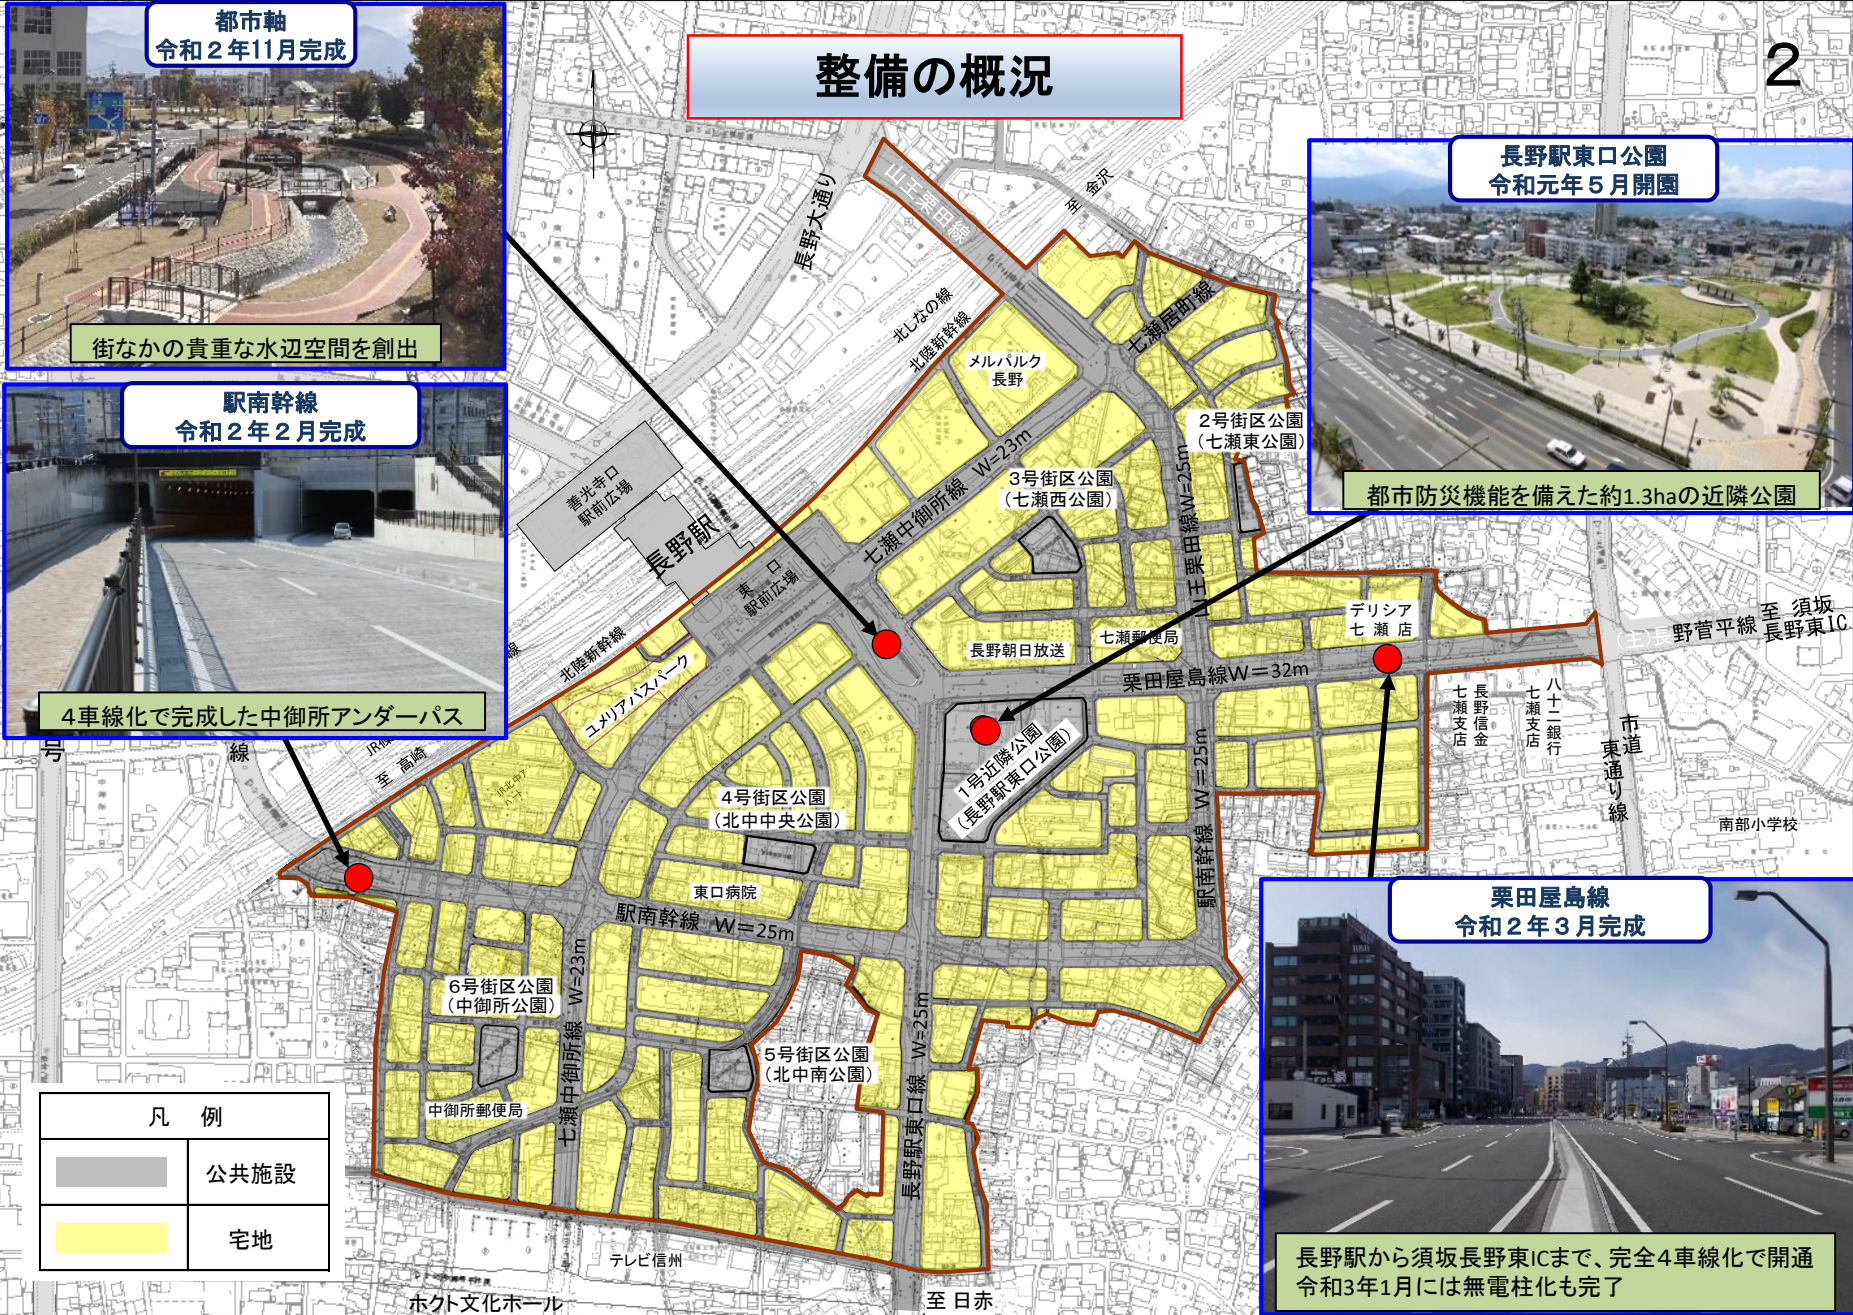 整備の概況
2
都市軸
令和２年11月完成
街なかの貴重な水辺空間を創出
駅南幹線
令和２年２月完成
4車線化で完成した中御所アンダーパス
長野駅東口公園
令和元年５月開園
都市防災機能を備えた約1.3haの近隣公園
栗田屋島線
令和２年３月完成
長野駅から須坂長野東ICまで、完全4車線化で開通
令和3年1月には無電柱化も完了
山王栗田線
至 金沢
長野大通り
北しなの線
北陸新幹線
七瀬居町線
メルパルク
長野
2号街区公園
（七瀬東公園）
七瀬中御所線 W=23m
3号街区公園
（七瀬西公園）
山王栗田線W=25m
善光寺口
駅前広場
長野駅
東 口
駅前広場
デリシア
七 瀬 店
長野朝日放送
七瀬郵便局
栗田屋島線W＝32m
野菅平線
至 須坂
長野東IC
北陸新幹線
ユメリアバスパーク
至 高崎
号
線
1号近隣公園
（長野駅東口公園）
長野信金
七瀬支店
八十二銀行
七瀬支店
市道
東通り線
南部小学校
4号街区公園
（北中中央公園）
東口病院
駅南幹線 W＝25m
駅南幹線 W＝25m
6号街区公園
（中御所公園）
七瀬中御所線 W=23m
5号街区公園
（北中南公園）
長野駅東口線 W=25m
中御所郵便局
テレビ信州
ホクト文化ホール
至 日赤
凡 例
公共施設
宅地